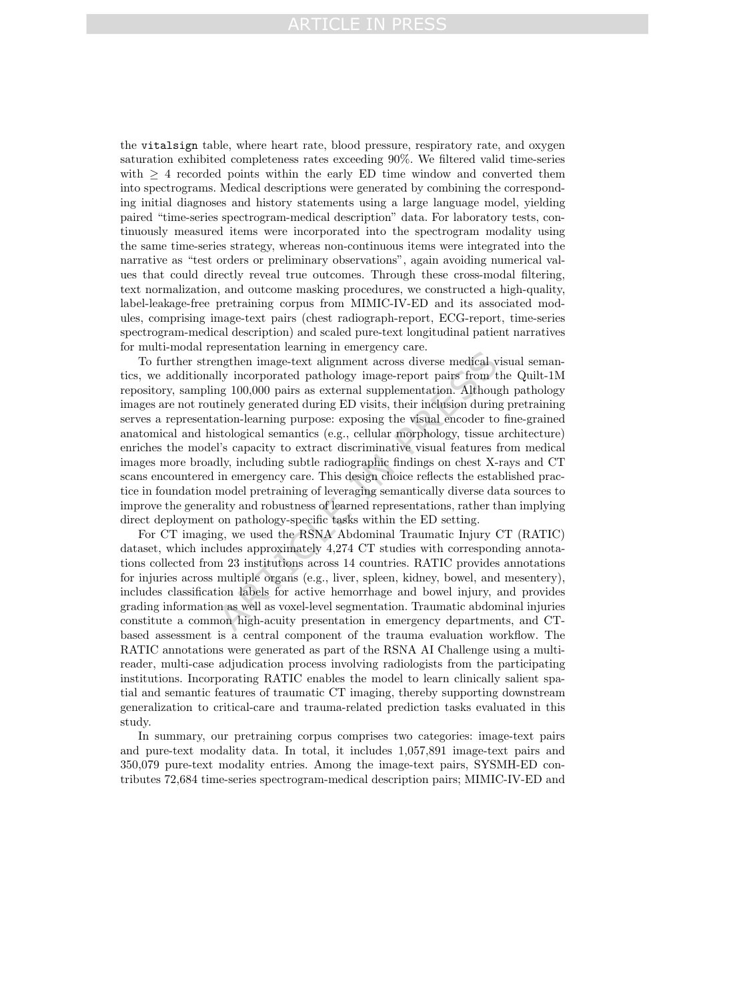 ARTICLE IN PRESS
the vitalsign table, where heart rate, blood pressure, respiratory rate, and oxygen
saturation exhibited completeness rates exceeding 90%. We filtered valid time-series
with ≥ 4 recorded points within the early ED time window and converted them
into spectrograms. Medical descriptions were generated by combining the correspond-
ing initial diagnoses and history statements using a large language model, yielding
paired “time-series spectrogram-medical description” data. For laboratory tests, con-
tinuously measured items were incorporated into the spectrogram modality using
the same time-series strategy, whereas non-continuous items were integrated into the
narrative as “test orders or preliminary observations”, again avoiding numerical val-
ues that could directly reveal true outcomes. Through these cross-modal filtering,
text normalization, and outcome masking procedures, we constructed a high-quality,
label-leakage-free pretraining corpus from MIMIC-IV-ED and its associated mod-
ules, comprising image-text pairs (chest radiograph-report, ECG-report, time-series
spectrogram-medical description) and scaled pure-text longitudinal patient narratives
for multi-modal representation learning in emergency care.
To further strengthen image-text alignment across diverse medical visual seman-
tics, we additionally incorporated pathology image-report pairs from the Quilt-1M
repository, sampling 100,000 pairs as external supplementation. Although pathology
images are not routinely generated during ED visits, their inclusion during pretraining
serves a representation-learning purpose: exposing the visual encoder to fine-grained
anatomical and histological semantics (e.g., cellular morphology, tissue architecture)
enriches the model’s capacity to extract discriminative visual features from medical
images more broadly, including subtle radiographic findings on chest X-rays and CT
scans encountered in emergency care. This design choice reflects the established prac-
tice in foundation model pretraining of leveraging semantically diverse data sources to
improve the generality and robustness of learned representations, rather than implying
direct deployment on pathology-specific tasks within the ED setting.
For CT imaging, we used the RSNA Abdominal Traumatic Injury CT (RATIC)
dataset, which includes approximately 4,274 CT studies with corresponding annota-
tions collected from 23 institutions across 14 countries. RATIC provides annotations
for injuries across multiple organs (e.g., liver, spleen, kidney, bowel, and mesentery),
includes classification labels for active hemorrhage and bowel injury, and provides
grading information as well as voxel-level segmentation. Traumatic abdominal injuries
constitute a common high-acuity presentation in emergency departments, and CT-
based assessment is a central component of the trauma evaluation workflow. The
RATIC annotations were generated as part of the RSNA AI Challenge using a multi-
reader, multi-case adjudication process involving radiologists from the participating
institutions. Incorporating RATIC enables the model to learn clinically salient spa-
tial and semantic features of traumatic CT imaging, thereby supporting downstream
generalization to critical-care and trauma-related prediction tasks evaluated in this
study.
In summary, our pretraining corpus comprises two categories: image-text pairs
and pure-text modality data. In total, it includes 1,057,891 image-text pairs and
350,079 pure-text modality entries. Among the image-text pairs, SYSMH-ED con-
tributes 72,684 time-series spectrogram-medical description pairs; MIMIC-IV-ED and
ARTICLE IN PRESS